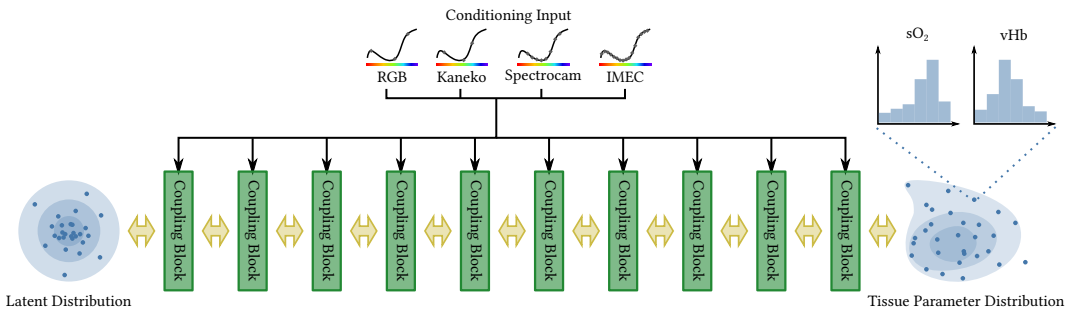 Conditioning Input
RGB
Kaneko
Spectrocam
IMEC
sO₂
vHb
Coupling Block
Coupling Block
Coupling Block
Coupling Block
Coupling Block
Coupling Block
Coupling Block
Coupling Block
Coupling Block
Coupling Block
Latent Distribution
Tissue Parameter Distribution